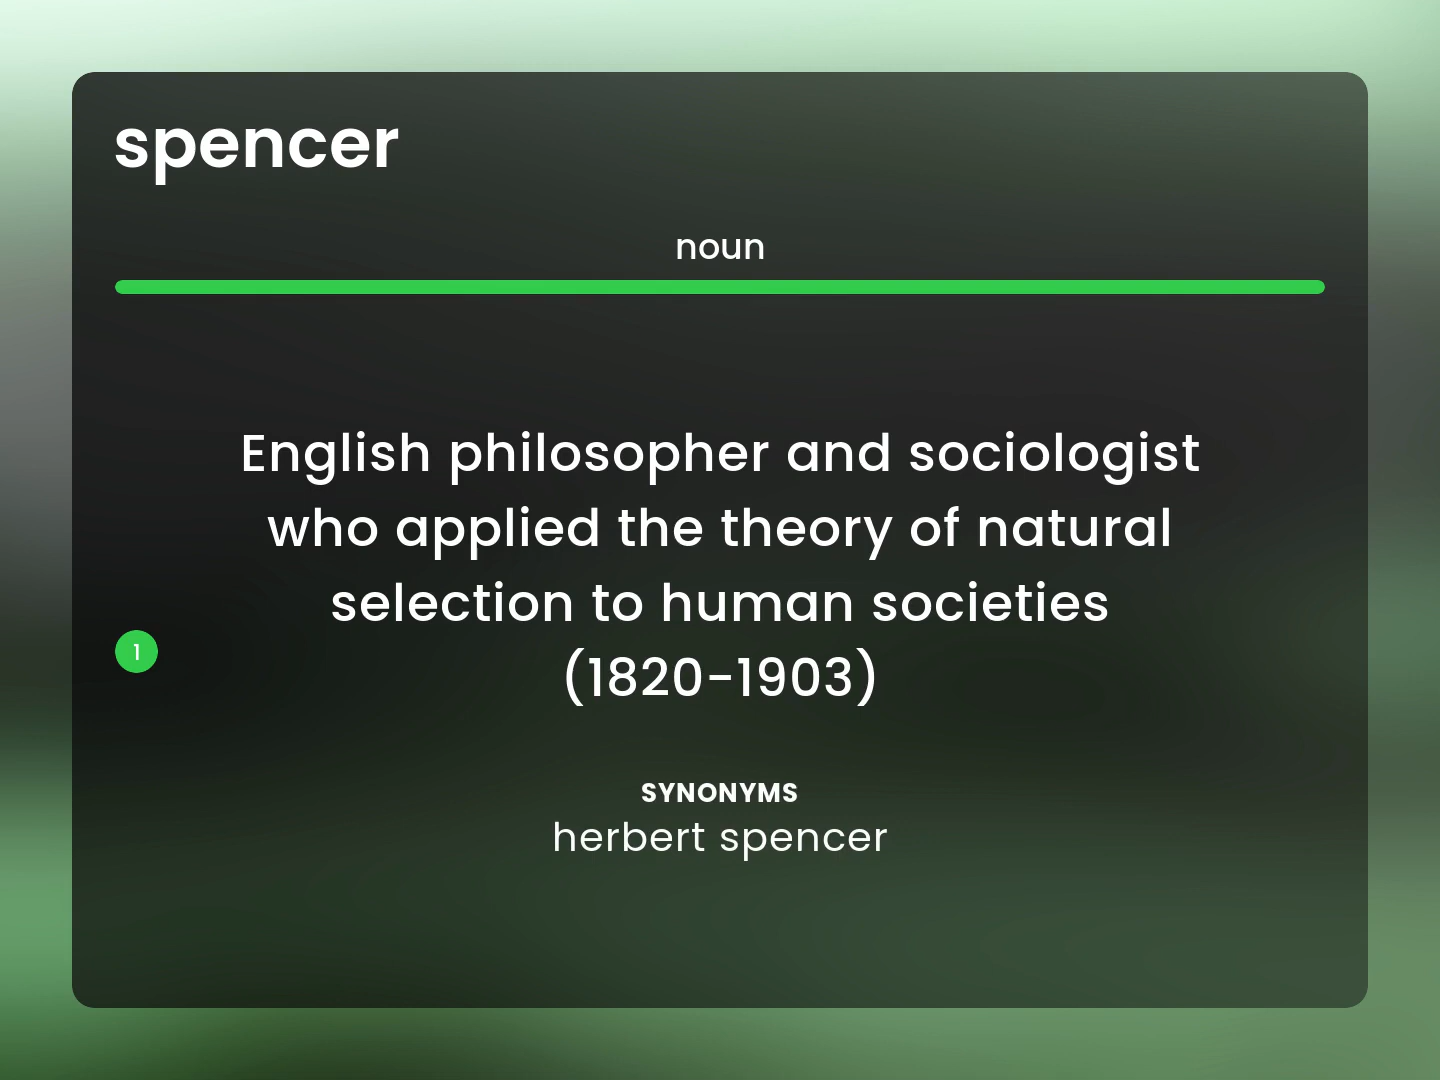 spencer
noun
English philosopher and sociologist
who applied the theory of natural
selection to human societies
(1820-1903)
1
SYNONYMS
herbert spencer